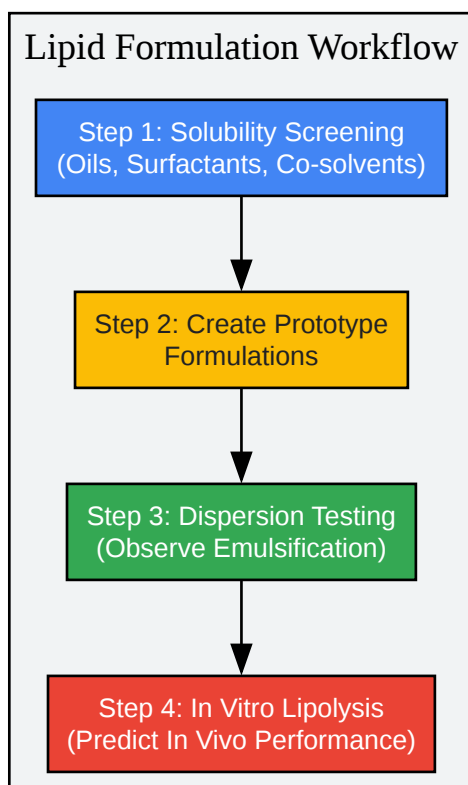 Lipid Formulation Workflow
Step 1: Solubility Screening
(Oils, Surfactants, Co-solvents)
Step 2: Create Prototype
Formulations
Step 3: Dispersion Testing
(Observe Emulsification)
Step 4: In Vitro Lipolysis
(Predict In Vivo Performance)